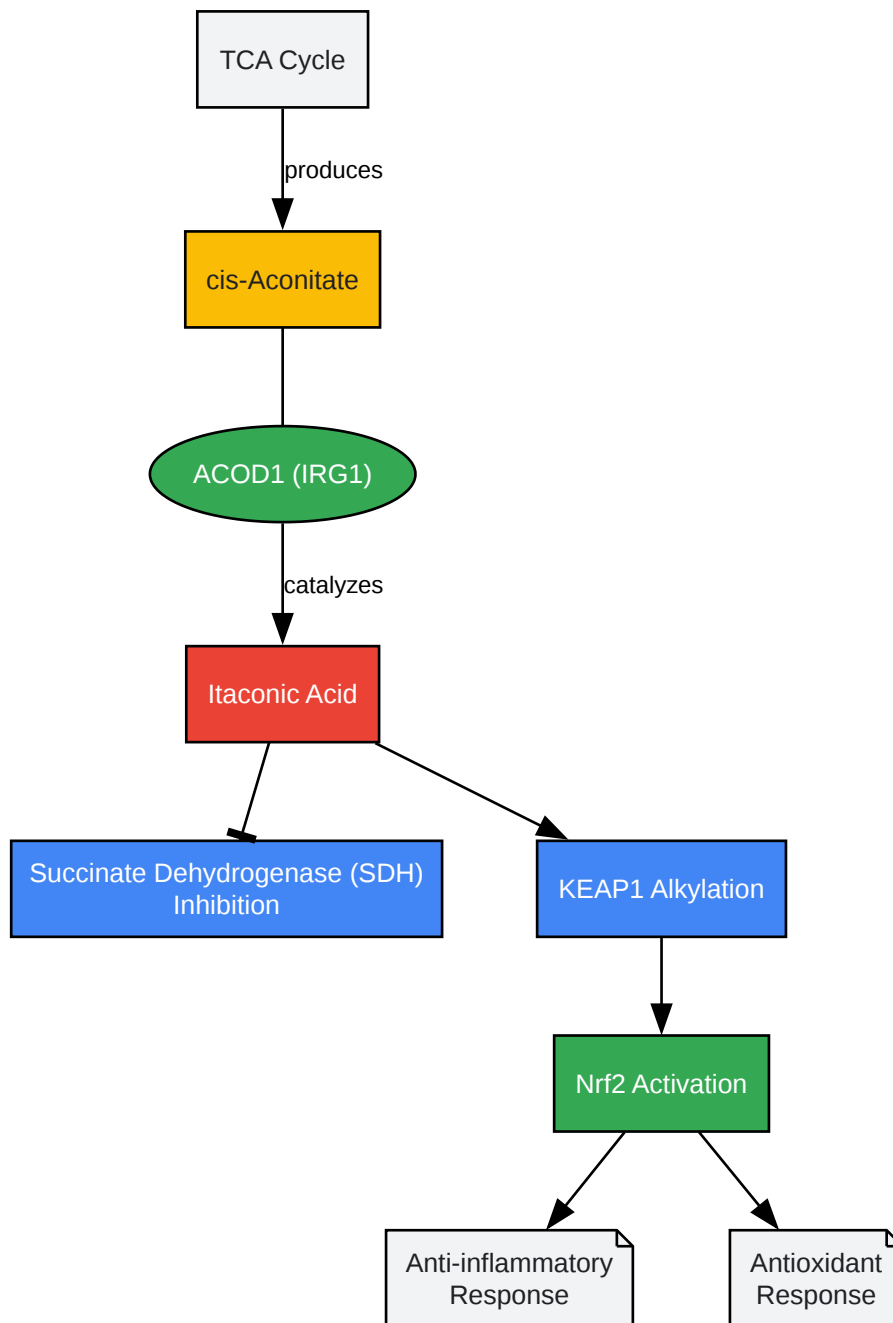 TCA Cycle
produces
cis-Aconitate
ACOD1 (IRG1)
catalyzes
Itaconic Acid
Succinate Dehydrogenase (SDH)
Inhibition
KEAP1 Alkylation
Nrf2 Activation
Anti-inflammatory
Response
Antioxidant
Response